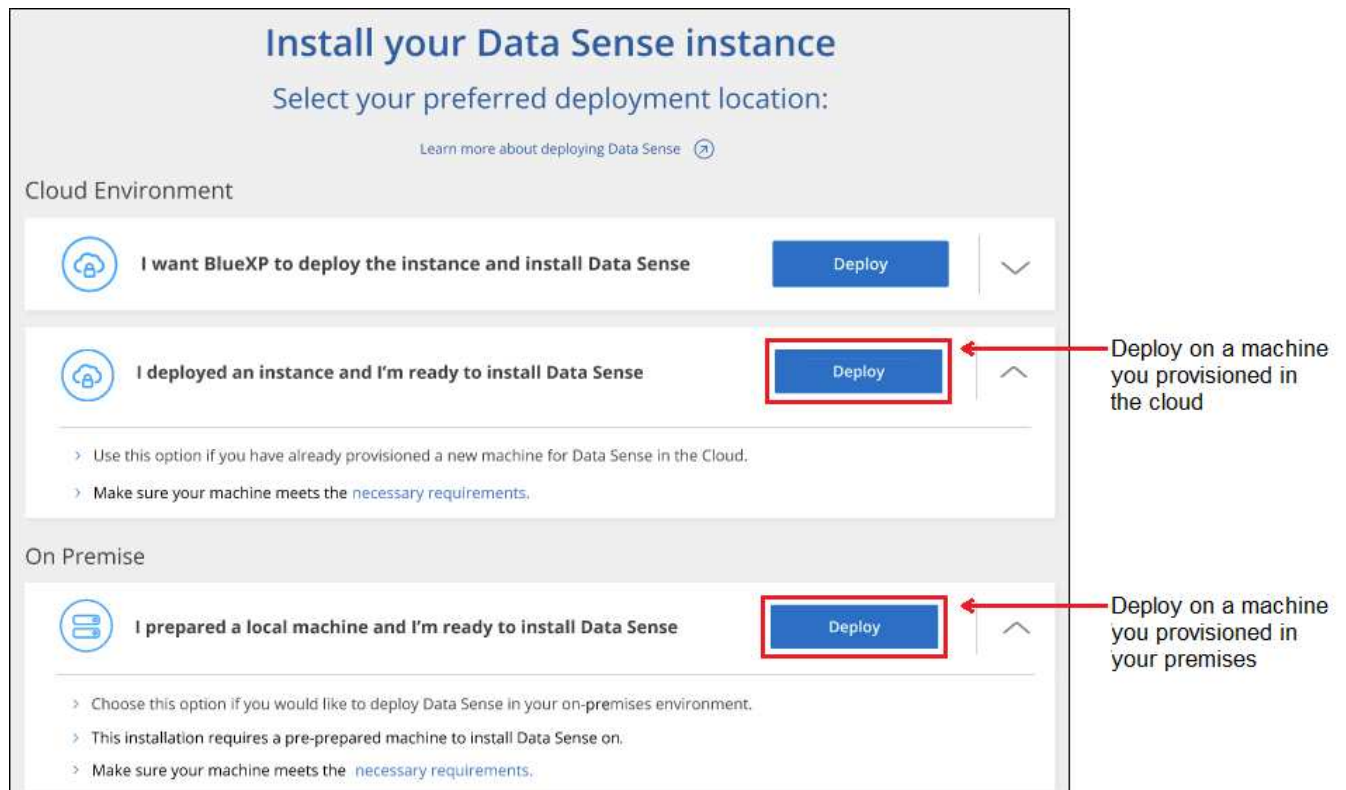 Install your Data Sense instance
Select your preferred deployment location:
Learn more about deploying Data Sense
Cloud Environment
I want BlueXP to deploy the instance and install Data Sense
Deploy
I deployed an instance and I'm ready to install Data Sense
Deploy
Deploy on a machine
you provisioned in
the cloud
> Use this option if you have already provisioned a new machine for Data Sense in the Cloud.
> Make sure your machine meets the necessary requirements.
On Premise
I prepared a local machine and I'm ready to install Data Sense
Deploy
Deploy on a machine
you provisioned in
your premises
> Choose this option if you would like to deploy Data Sense in your on-premises environment.
> This installation requires a pre-prepared machine to install Data Sense on.
> Make sure your machine meets the necessary requirements.